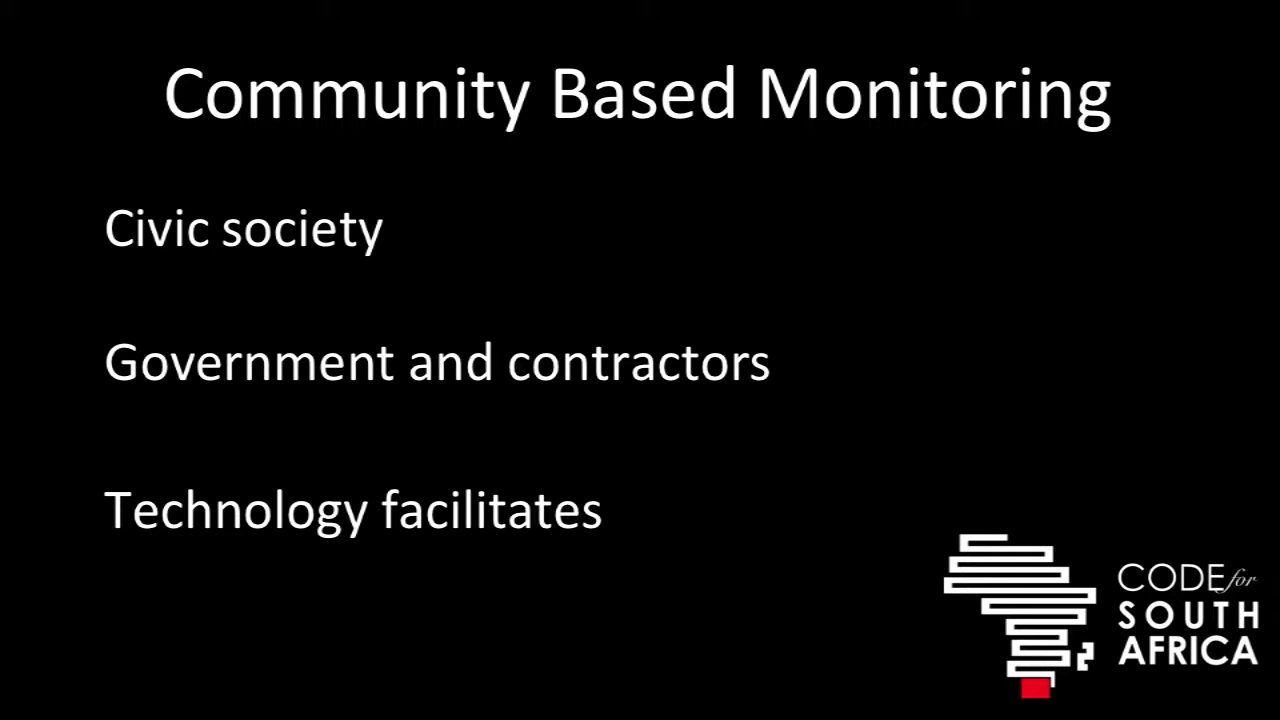 Community Based Monitoring
Civic society
Government and contractors
Technology facilitates
CODE for
SOUTH
AFRICA